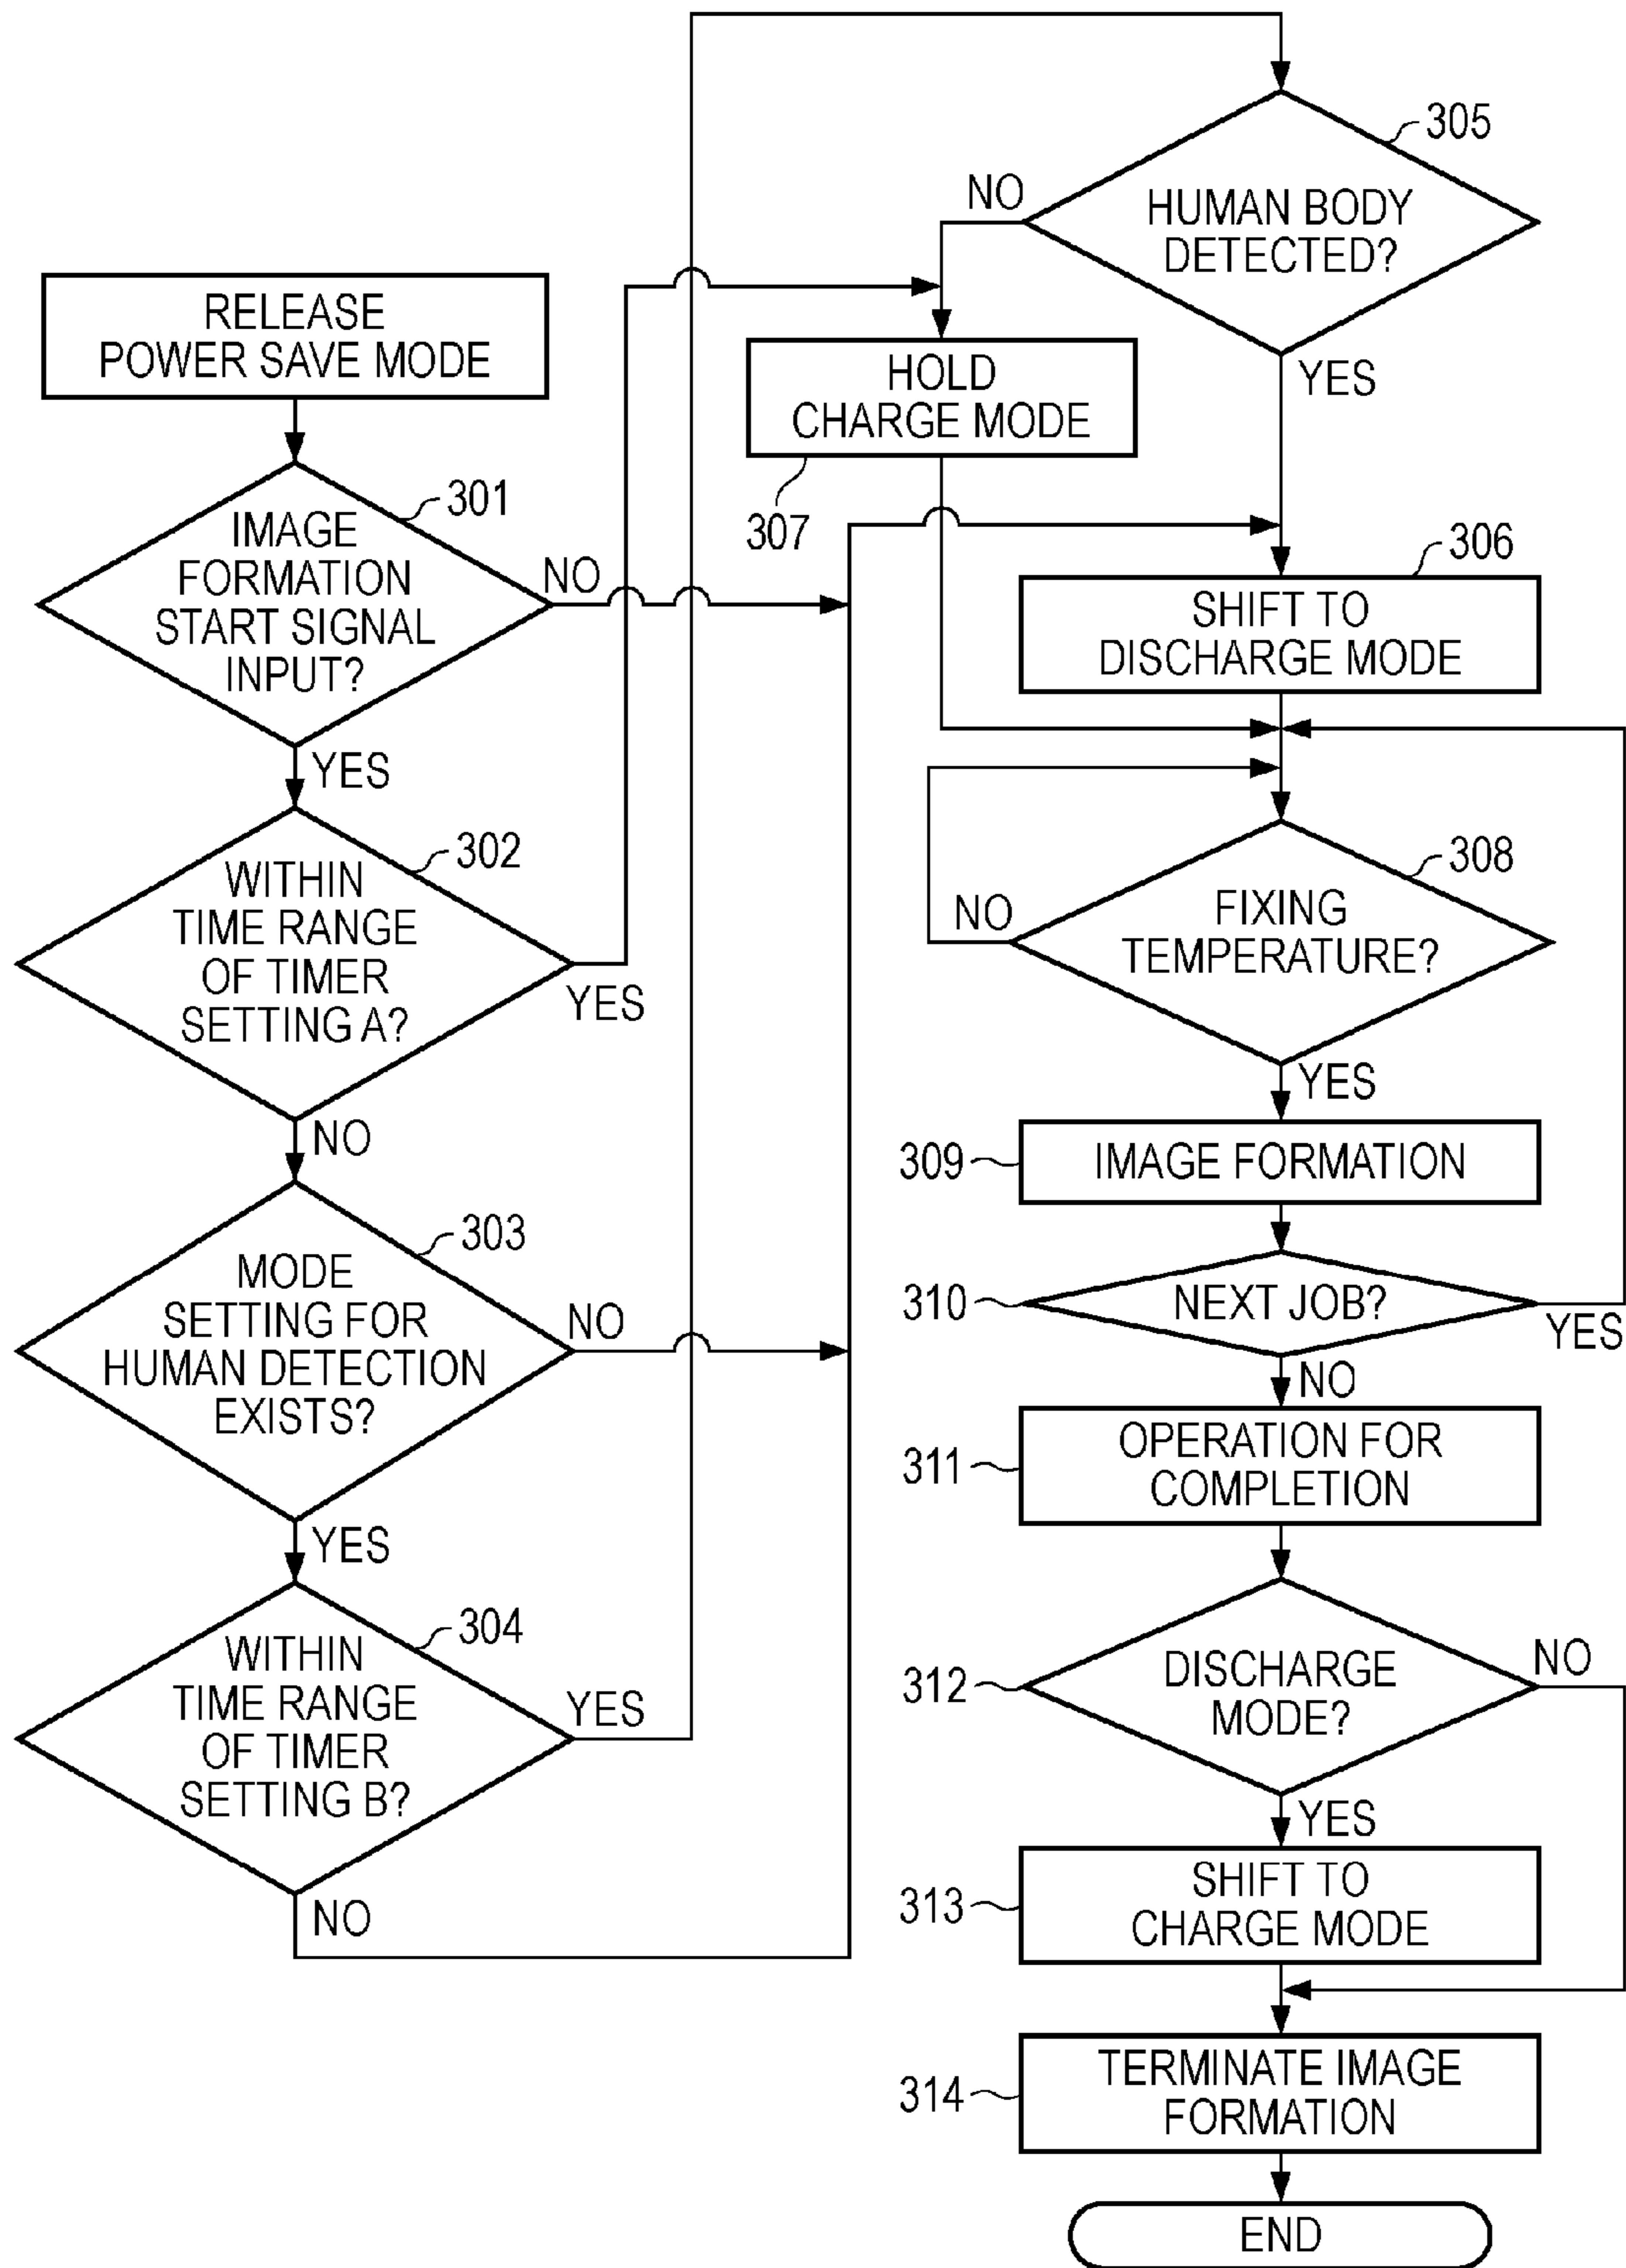 RELEASE
POWER SAVE MODE
301
IMAGE
FORMATION
START SIGNAL
INPUT?
NO
YES
302
WITHIN
TIME RANGE
OF TIMER
SETTING A?
YES
NO
303
MODE
SETTING FOR
HUMAN DETECTION
EXISTS?
NO
YES
304
WITHIN
TIME RANGE
OF TIMER
SETTING B?
YES
NO
305
HUMAN BODY
DETECTED?
NO
YES
HOLD
CHARGE MODE
307
306
SHIFT TO
DISCHARGE MODE
308
FIXING
TEMPERATURE?
NO
YES
309
IMAGE FORMATION
310
NEXT JOB?
YES
NO
311
OPERATION FOR
COMPLETION
312
DISCHARGE
MODE?
NO
YES
313
SHIFT TO
CHARGE MODE
314
TERMINATE IMAGE
FORMATION
END